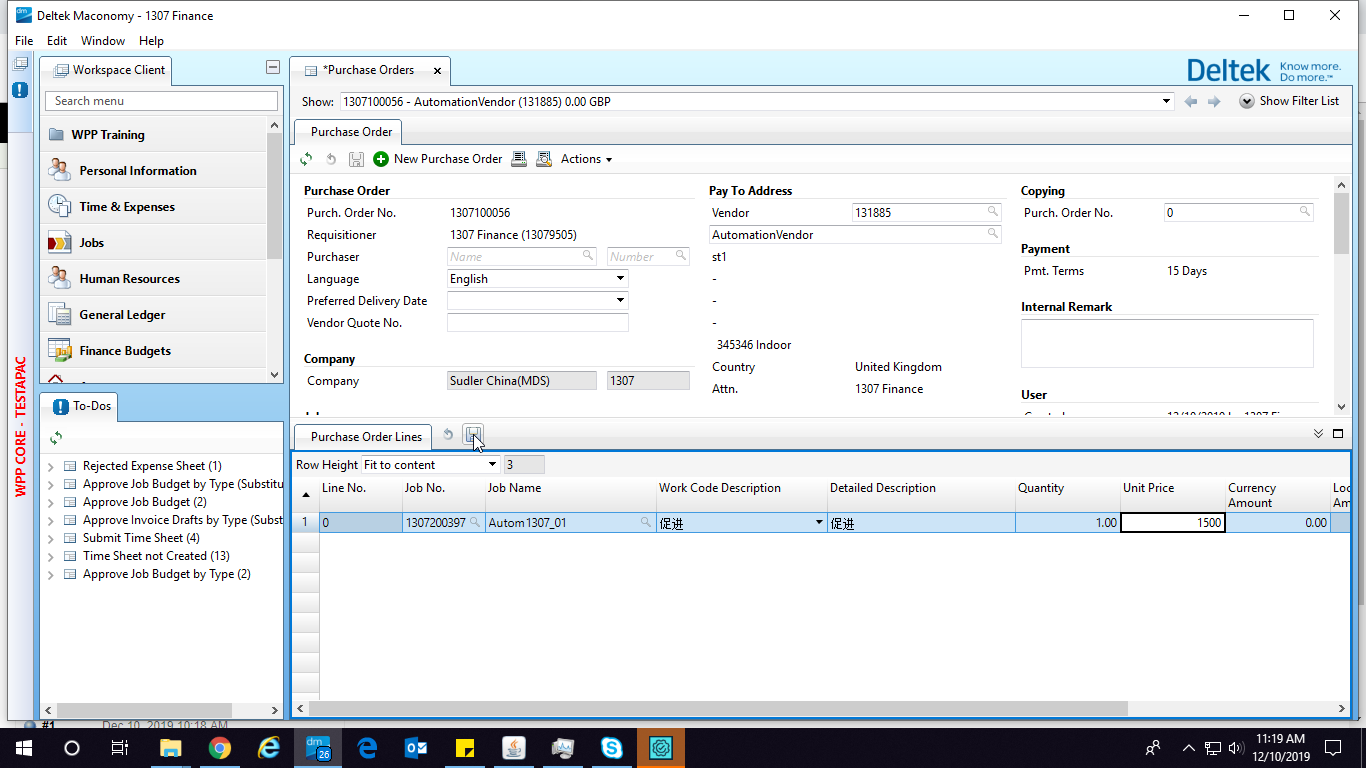 Deltek Maconomy - 1307 Finance
File Edit Window Help
WPP CORE - TESTAPAC
Workspace Client
Search menu
WPP Training
Personal Information
Time & Expenses
Jobs
Human Resources
General Ledger
Finance Budgets
To-Dos
Rejected Expense Sheet (1)
Approve Job Budget by Type (Substitu
Approve Job Budget (2)
Approve Invoice Drafts by Type (Subst
Submit Time Sheet (4)
Time Sheet not Created (13)
Approve Job Budget by Type (2)
*Purchase Orders
Deltek Know more. Do more.™
Show: 1307100056 - AutomationVendor (131885) 0.00 GBP
Show Filter List
Purchase Order
New Purchase Order Actions
Purchase Order
Purch. Order No. 1307100056
Requisitioner 1307 Finance (13079505)
Purchaser Name Number
Language English
Preferred Delivery Date
Vendor Quote No.
Company
Company Sudler China(MDS) 1307
Pay To Address
Vendor 131885
AutomationVendor
st1
-
-
-
345346 Indoor
Country United Kingdom
Attn. 1307 Finance
Copying
Purch. Order No. 0
Payment
Pmt. Terms 15 Days
Internal Remark
User
Purchase Order Lines
Row Height Fit to content 3
Line No. Job No. Job Name Work Code Description Detailed Description Quantity Unit Price Currency Amount Loc Am
1 0 1307200397 Autom1307_01 促进 促进 1.00 1500 0.00
#1 Dec 10, 2019 10:18 AM
dm 26
11:19 AM
12/10/2019